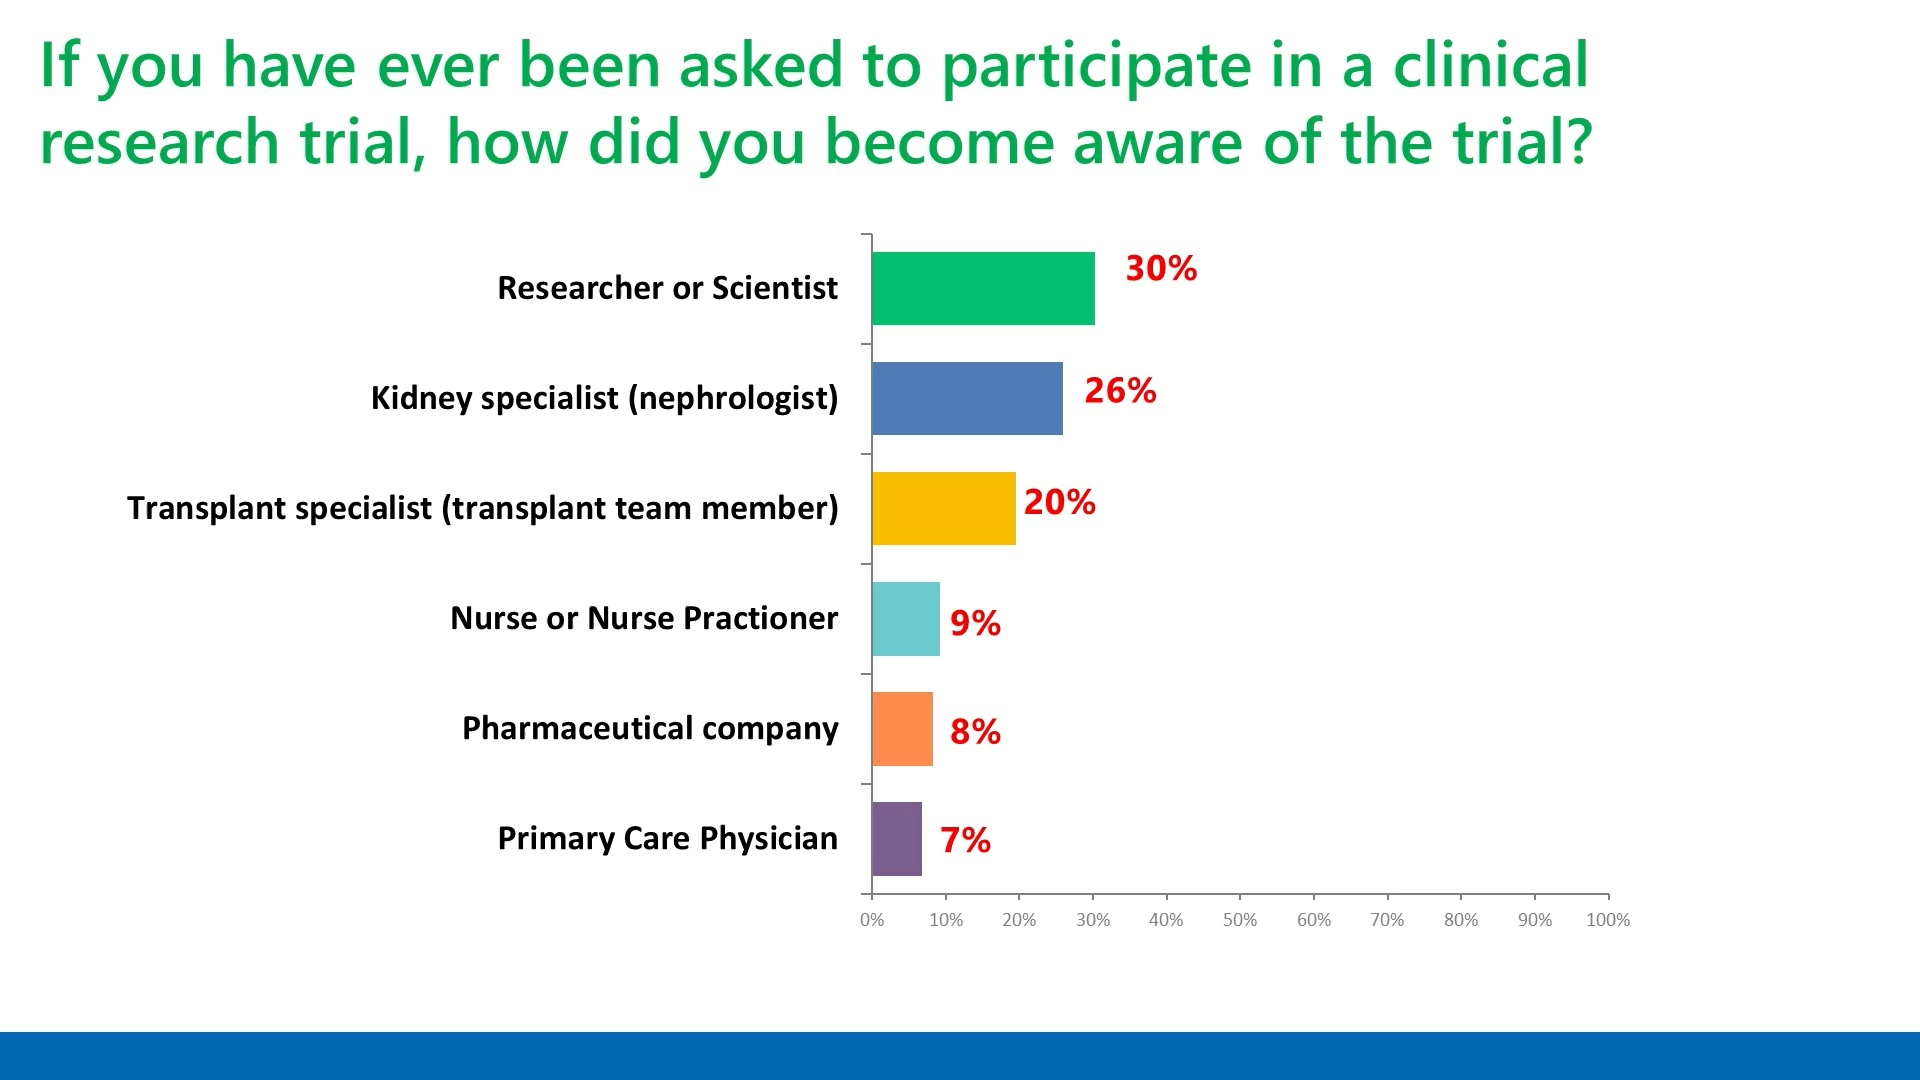 If you have ever been asked to participate in a clinical
research trial, how did you become aware of the trial?
Researcher or Scientist
30%
Kidney specialist (nephrologist)
26%
Transplant specialist (transplant team member)
20%
Nurse or Nurse Practioner
9%
Pharmaceutical company
8%
Primary Care Physician
7%
0% 10% 20% 30% 40% 50% 60% 70% 80% 90% 100%